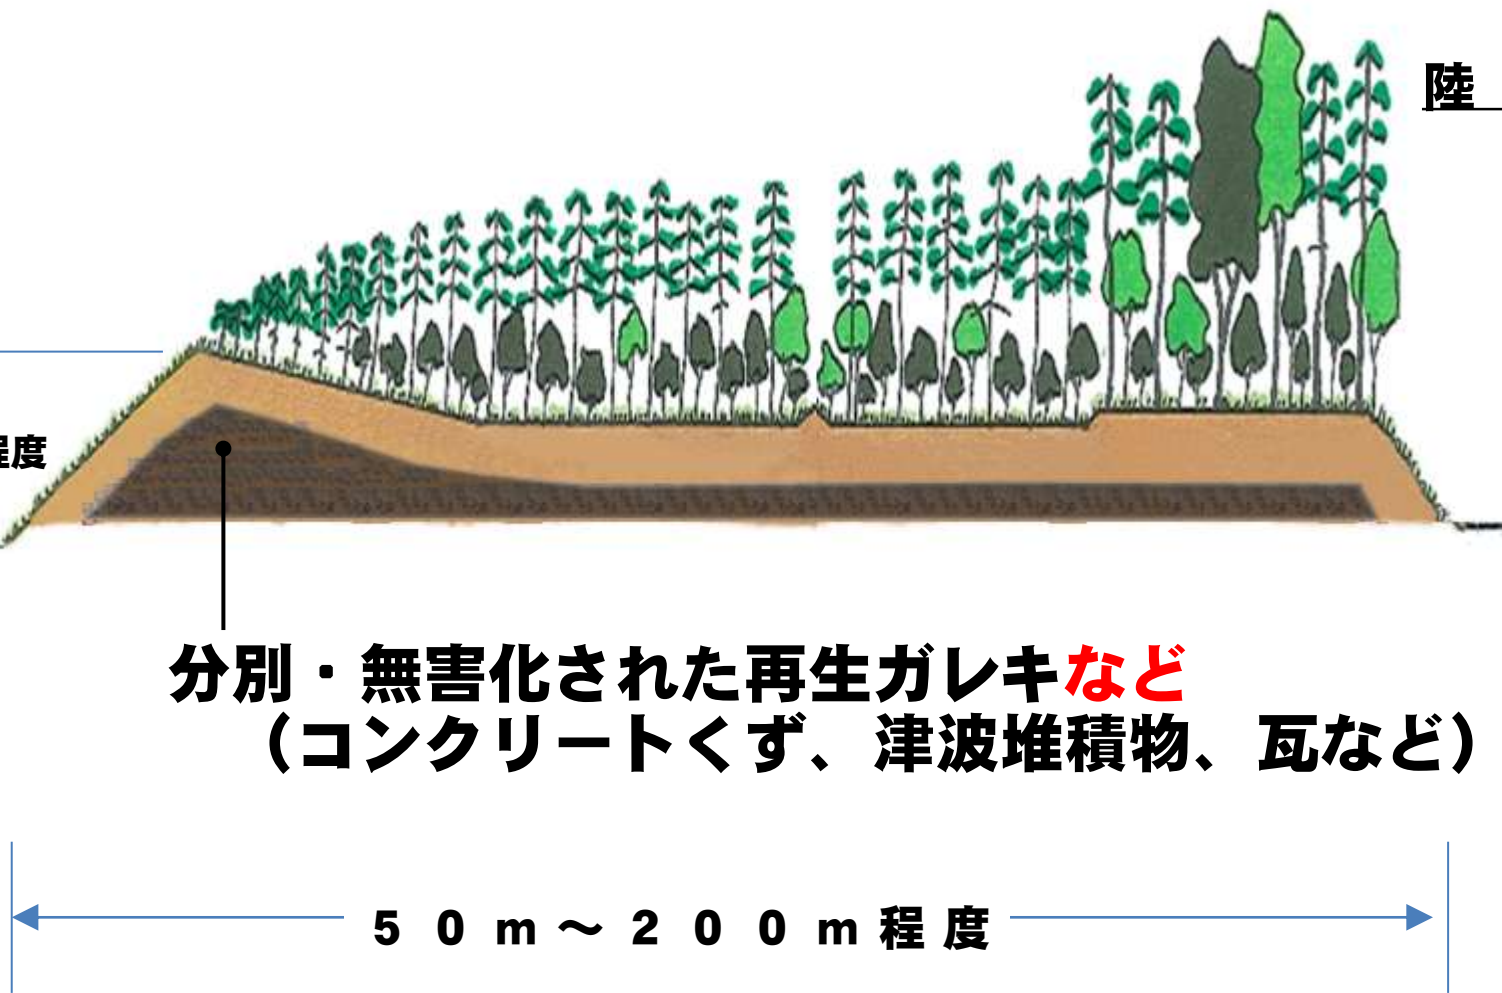 陸
程度
分別・無害化された再生ガレキなど
(コンクリートくず、津波堆積物、瓦など)
50m〜200m程度